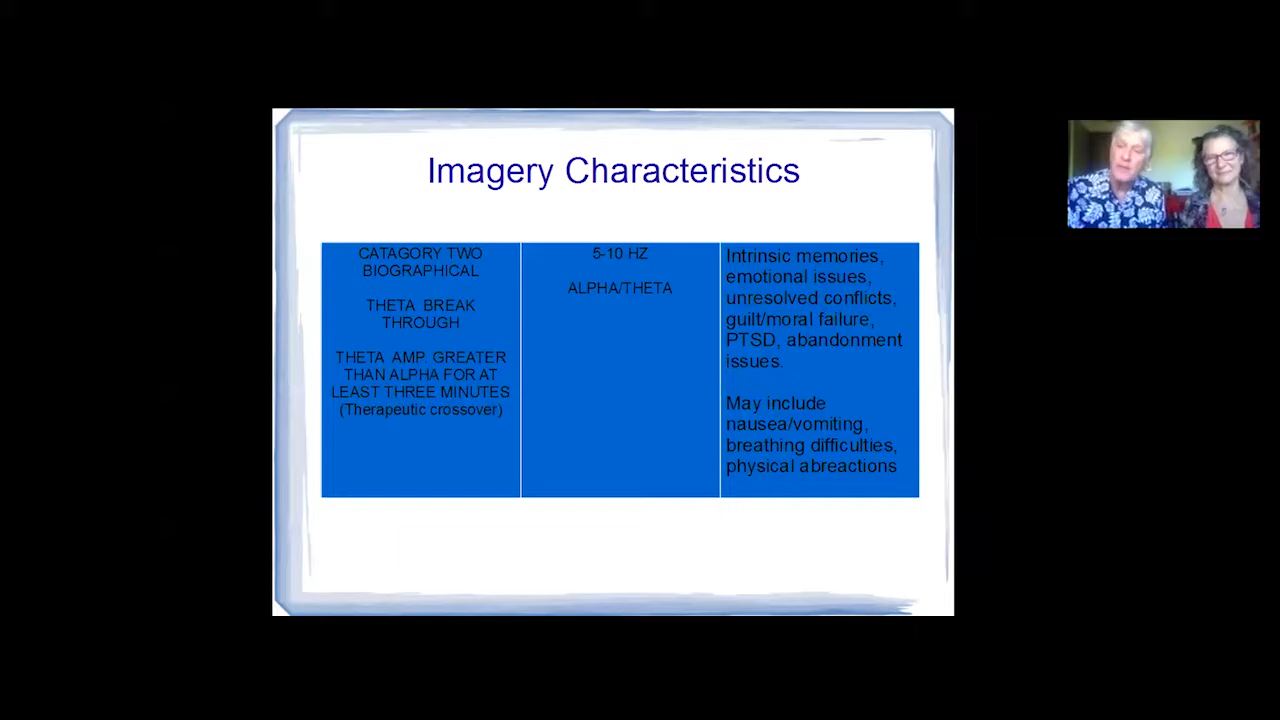 Imagery Characteristics
CATAGORY TWO
BIOGRAPHICAL
THETA BREAK
THROUGH
THETA AMP. GREATER
THAN ALPHA FOR AT
LEAST THREE MINUTES
(Therapeutic crossover)
5-10 HZ
ALPHA/THETA
Intrinsic memories,
emotional issues,
unresolved conflicts,
guilt/moral failure,
PTSD, abandonment
issues.
May include
nausea/vomiting,
breathing difficulties,
physical abreactions